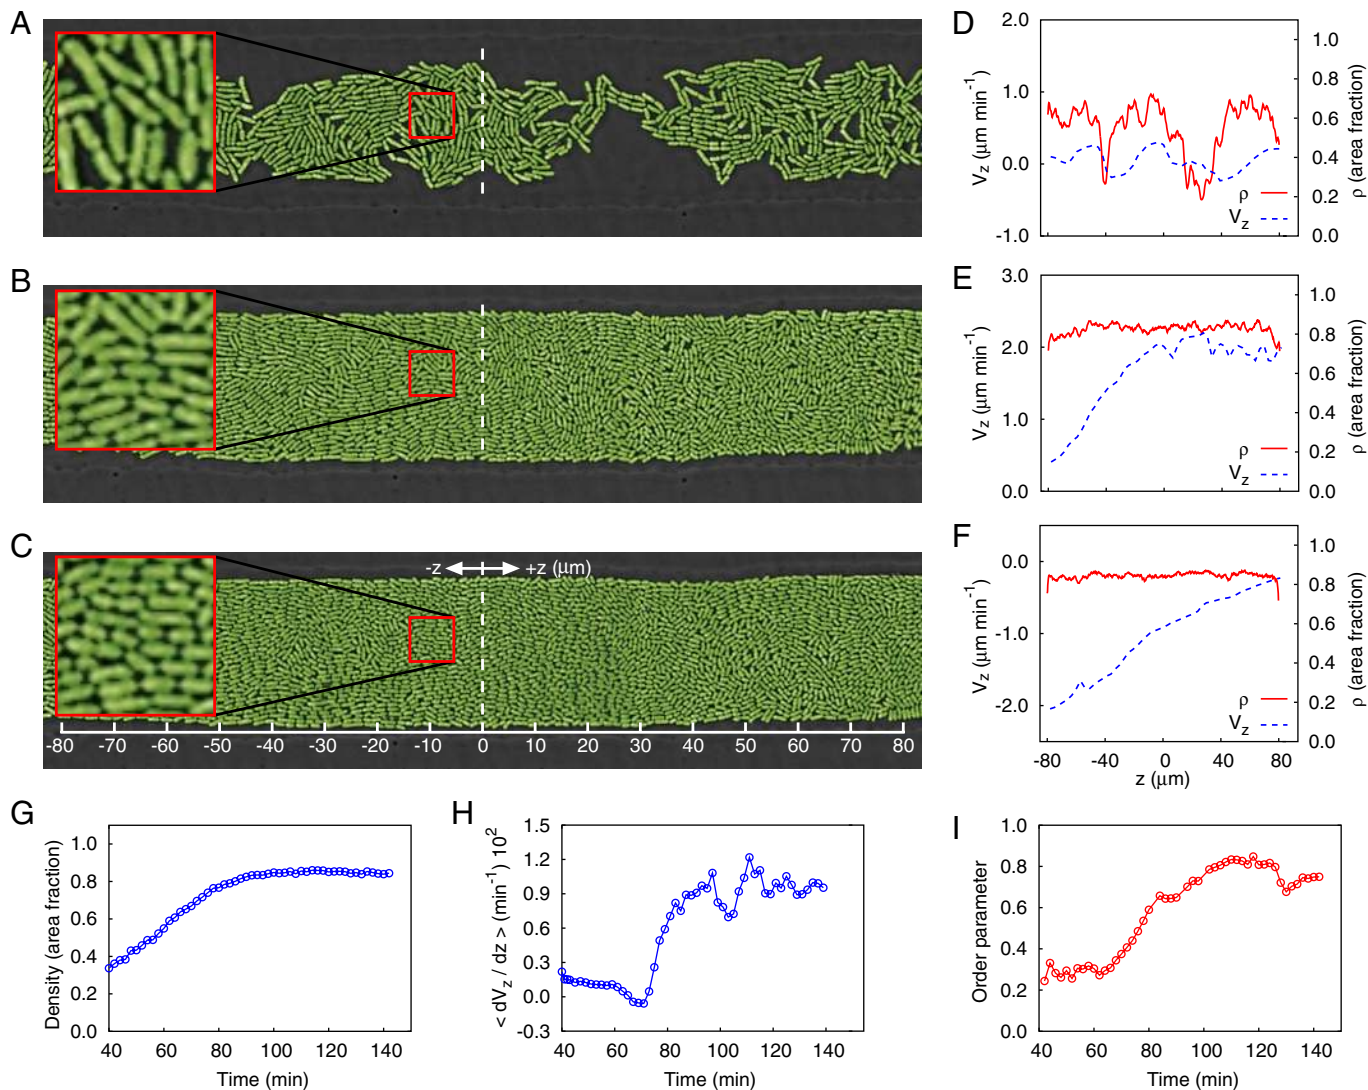 A
B
C
-z +z (μm)
-80 -70 -60 -50 -40 -30 -20 -10 0 10 20 30 40 50 60 70 80
D
2.0
1.0
0.0
-1.0
V_z (μm min⁻¹)
1.0
0.8
0.6
0.4
0.2
0.0
ρ (area fraction)
ρ
V_z
E
3.0
2.0
1.0
0.0
V_z (μm min⁻¹)
1.0
0.8
0.6
0.4
0.2
0.0
ρ (area fraction)
ρ
V_z
F
0.0
-1.0
-2.0
V_z (μm min⁻¹)
1.0
0.8
0.6
0.4
0.2
0.0
ρ (area fraction)
ρ
V_z
-80 -40 0 40 80
z (μm)
G
1.0
0.8
0.6
0.4
0.2
0.0
Density (area fraction)
40 60 80 100 120 140
Time (min)
H
1.5
1.2
0.9
0.6
0.3
0.0
-0.3
< dV_z / dz > (min⁻¹) 10²
40 60 80 100 120 140
Time (min)
I
1.0
0.8
0.6
0.4
0.2
0.0
Order parameter
40 60 80 100 120 140
Time (min)